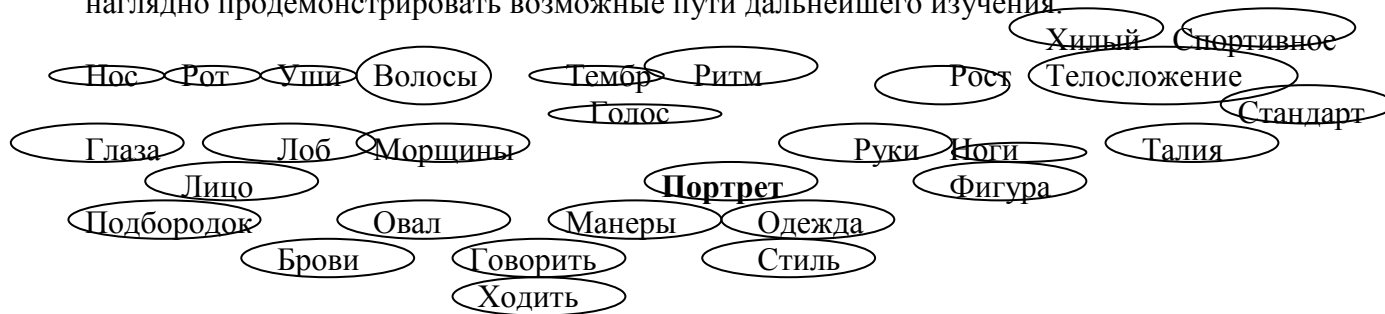 наглядно продемонстрировать возможные пути дальнейшего изучения.
Хилый Спортивное
Нос Рот Уши Волосы Тембр Ритм Рост Телосложение
Голос Стандарт
Глаза Лоб Морщины Руки Ноги Талия
Лицо Портрет Фигура
Подбородок Овал Манеры Одежда
Брови Говорить Стиль
Ходить